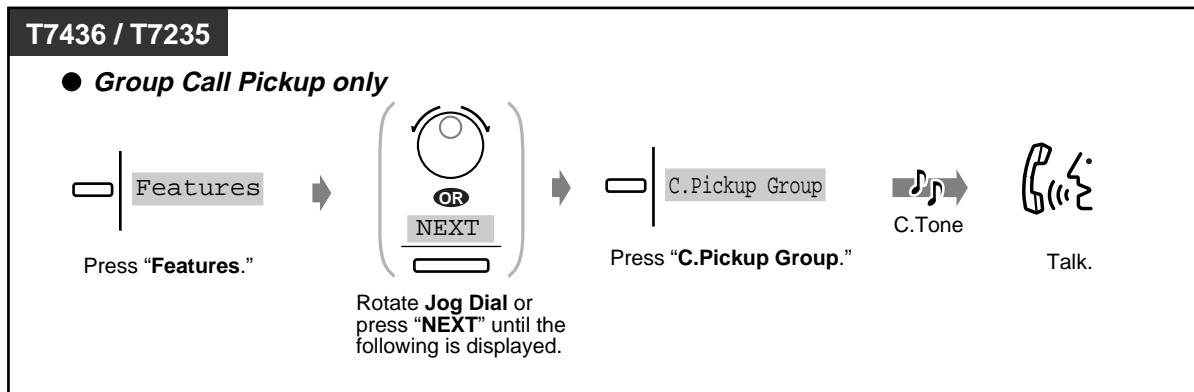 T7436 / T7235
● Group Call Pickup only
Features
OR
NEXT
C.Pickup Group
C.Tone
Press “Features.”
Rotate Jog Dial or
press “NEXT” until the
following is displayed.
Press “C.Pickup Group.”
Talk.